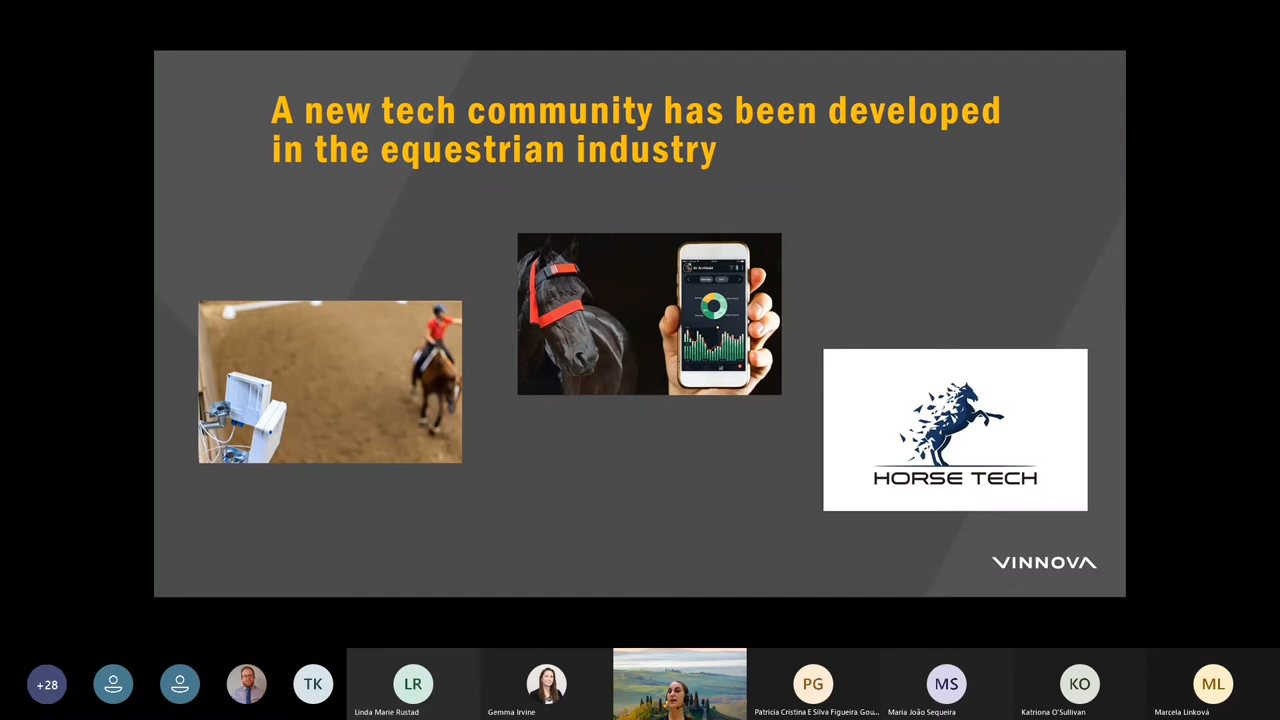 A new tech community has been developed
in the equestrian industry
HORSE TECH
VINNOVA
+28
TK
LR
Linda Marie Rustad
Gemma Irvine
PG
Patricia Cristina E Silva Figueira Gou...
MS
Maria João Sequeira
KO
Katriona O'Sullivan
ML
Marcela Linková